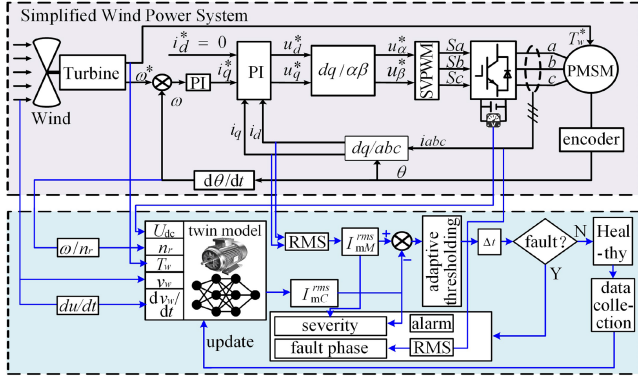 Simplified Wind Power System
i*d = 0
T*w
Wind
Turbine
ω*
ω
PI
i*q
PI
u*d
u*q
dq/αβ
u*α
u*β
SVPWM
Sa
Sb
Sc
a
b
c
PMSM
iq
id
dq/abc
iabc
encoder
dθ/dt
θ
ω/nr
du/dt
Udc
nr
Tw
vw
dvw/dt
twin model
RMS
I rms mM
+
-
I rms mC
adaptive thresholding
Δt
fault?
N
Y
Heal-
thy
data
colle-
ction
severity
alarm
fault phase
RMS
update